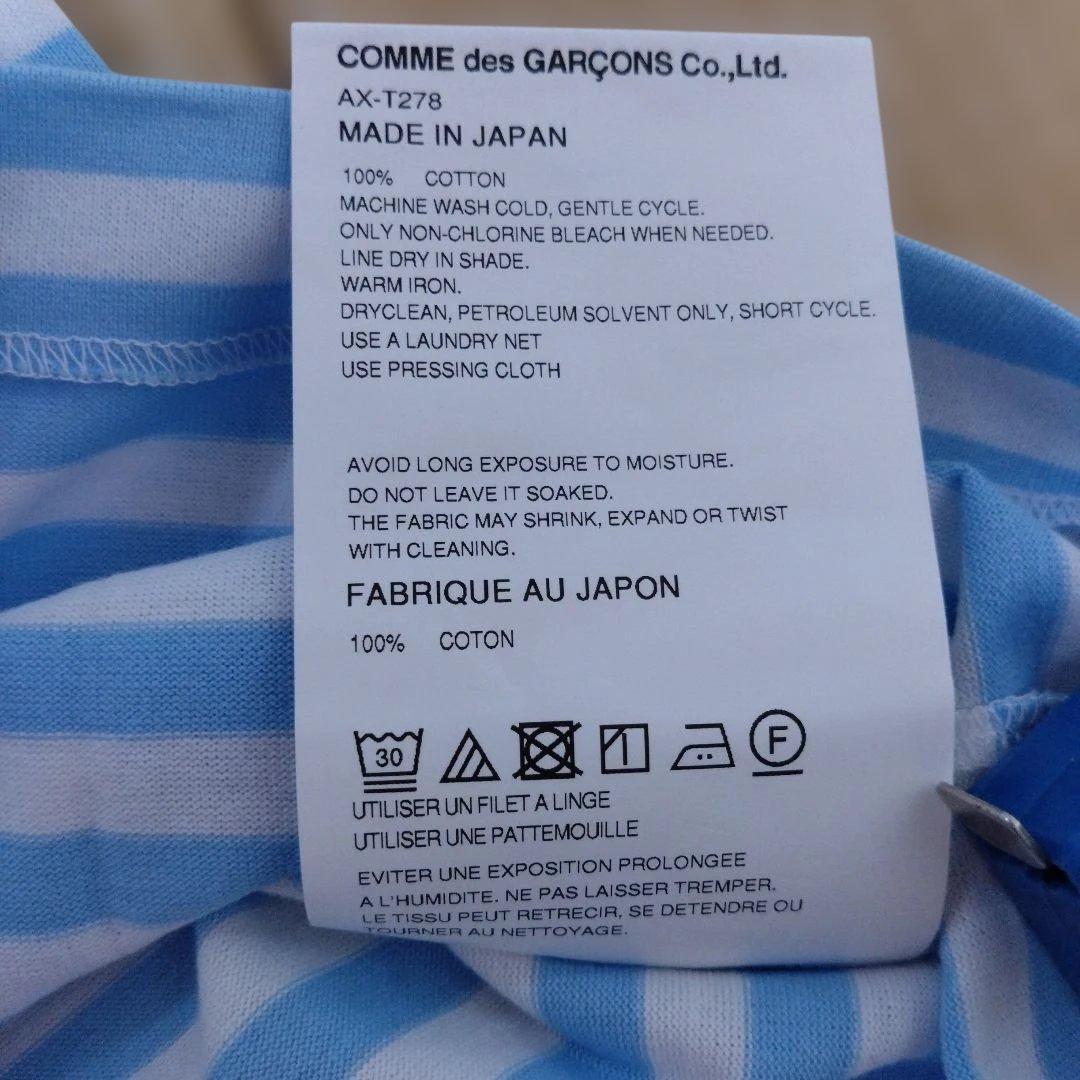 COMME des GARÇONS Co.,Ltd.
AX-T278
MADE IN JAPAN
100% COTTON
MACHINE WASH COLD, GENTLE CYCLE.
ONLY NON-CHLORINE BLEACH WHEN NEEDED.
LINE DRY IN SHADE.
WARM IRON.
DRYCLEAN, PETROLEUM SOLVENT ONLY, SHORT CYCLE.
USE A LAUNDRY NET
USE PRESSING CLOTH
AVOID LONG EXPOSURE TO MOISTURE.
DO NOT LEAVE IT SOAKED.
THE FABRIC MAY SHRINK, EXPAND OR TWIST
WITH CLEANING.
FABRIQUE AU JAPON
100% COTON
30 F
UTILISER UN FILET A LINGE
UTILISER UNE PATTEMOUILLE
EVITER UNE EXPOSITION PROLONGEE
A L'HUMIDITE. NE PAS LAISSER TREMPER.
LE TISSU PEUT RETRECIR, SE DETENDRE OU
TOURNER AU NETTOYAGE.